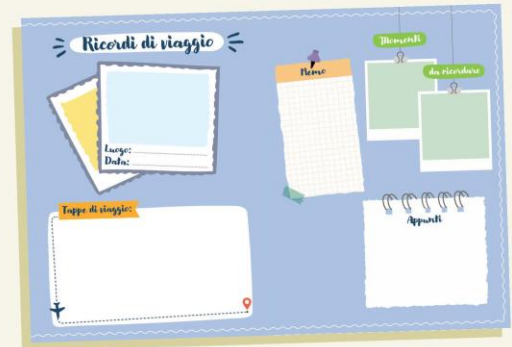 Ricordi di viaggio
Luogo:
Data:
Tappe di viaggio:
Memo
Momenti
da ricordare
Appunti